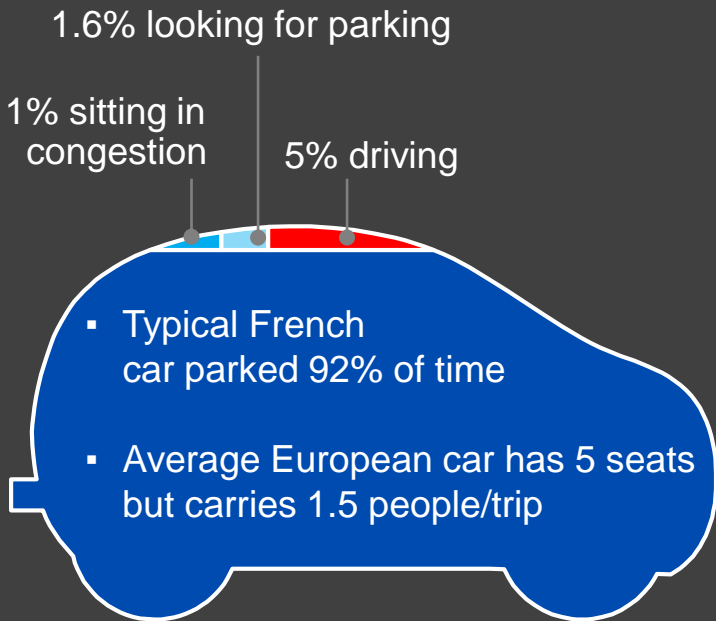 1.6% looking for parking
1% sitting in
congestion
5% driving
▪ Typical French
car parked 92% of time
▪ Average European car has 5 seats
but carries 1.5 people/trip